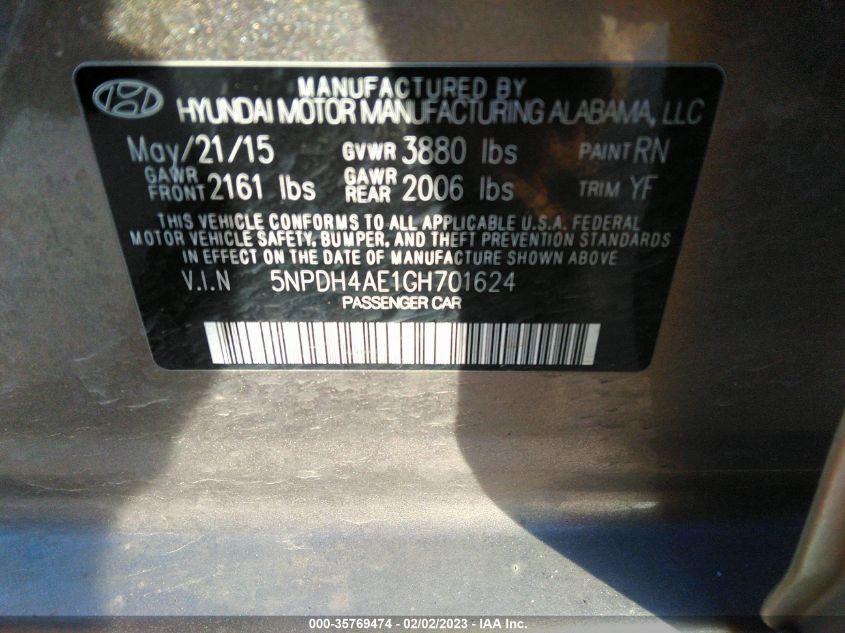 MANUFACTURED BY
HYUNDAI MOTOR MANUFACTURING ALABAMA, LLC
May/21/15 GVWR 3880 lbs PAINT RN
GAWR FRONT 2161 lbs GAWR REAR 2006 lbs TRIM YF
THIS VEHICLE CONFORMS TO ALL APPLICABLE U.S.A. FEDERAL
MOTOR VEHICLE SAFETY, BUMPER, AND THEFT PREVENTION STANDARDS
IN EFFECT ON THE DATE OF MANUFACTURE SHOWN ABOVE.
V.I.N 5NPDH4AE1GH701624
PASSENGER CAR
000-35769474 - 02/02/2023 - IAA Inc.